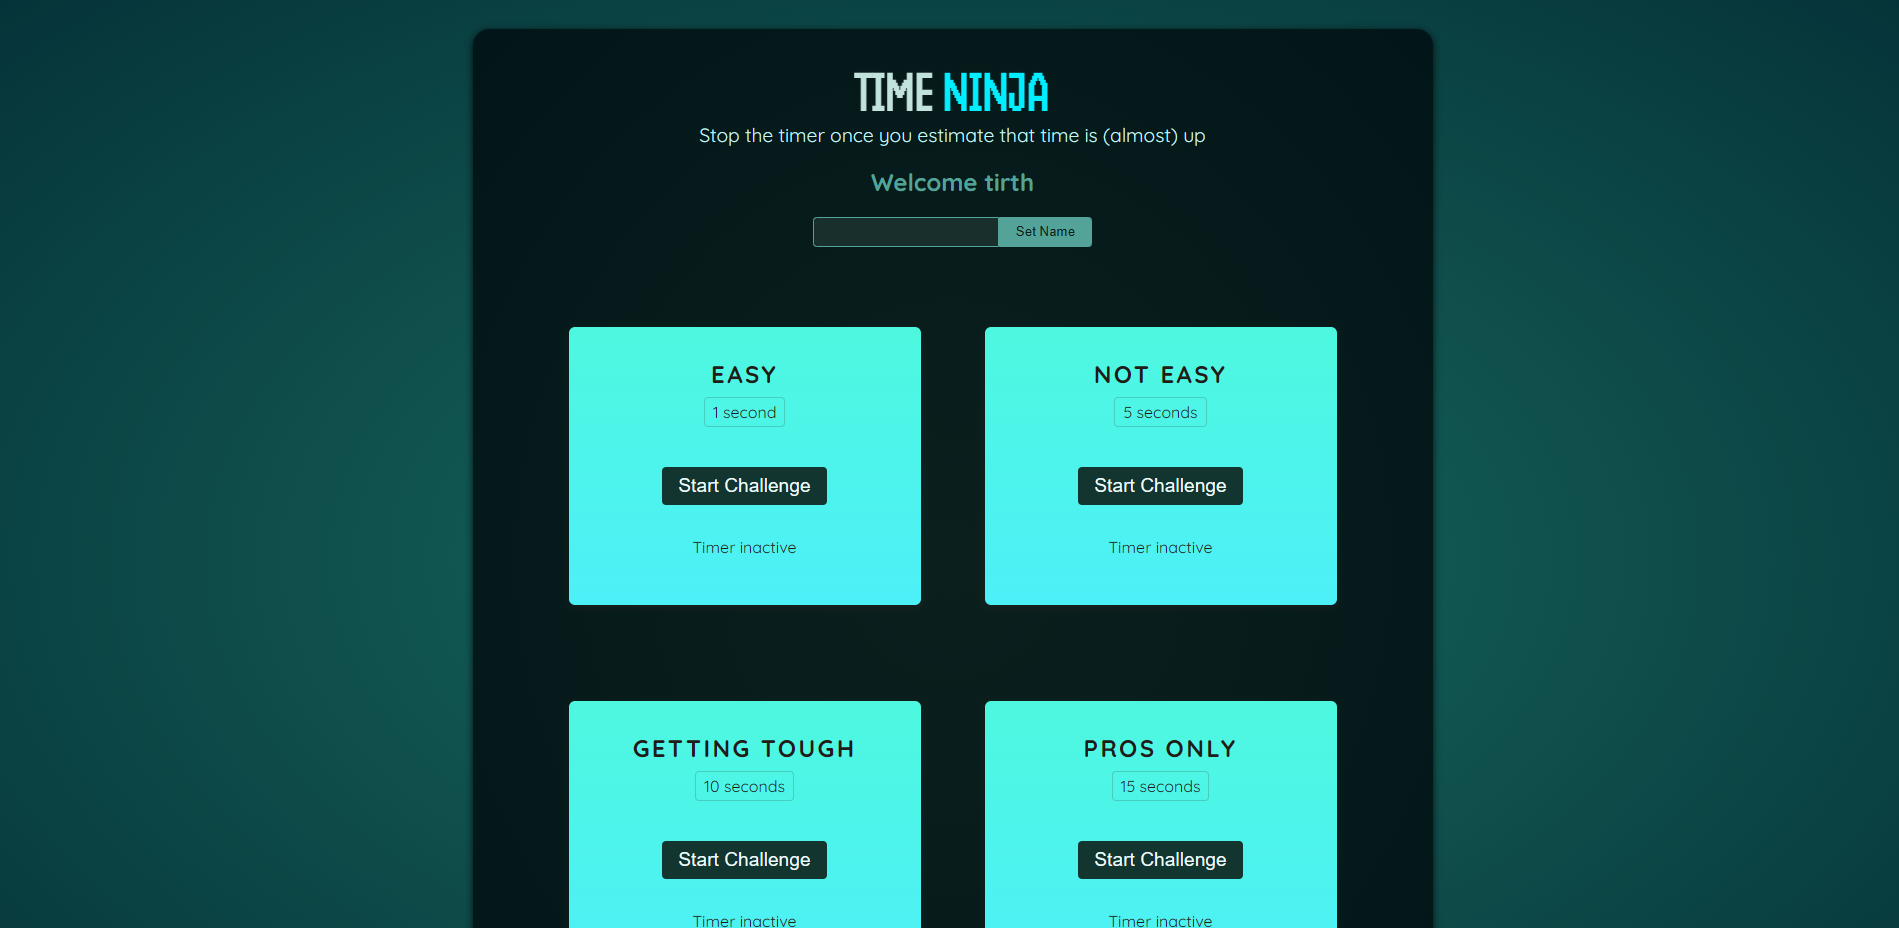 TIME NINJA
Stop the timer once you estimate that time is (almost) up
Welcome tirth
Set Name
EASY
1 second
Start Challenge
Timer inactive
NOT EASY
5 seconds
Start Challenge
Timer inactive
GETTING TOUGH
10 seconds
Start Challenge
Timer inactive
PROS ONLY
15 seconds
Start Challenge
Timer inactive